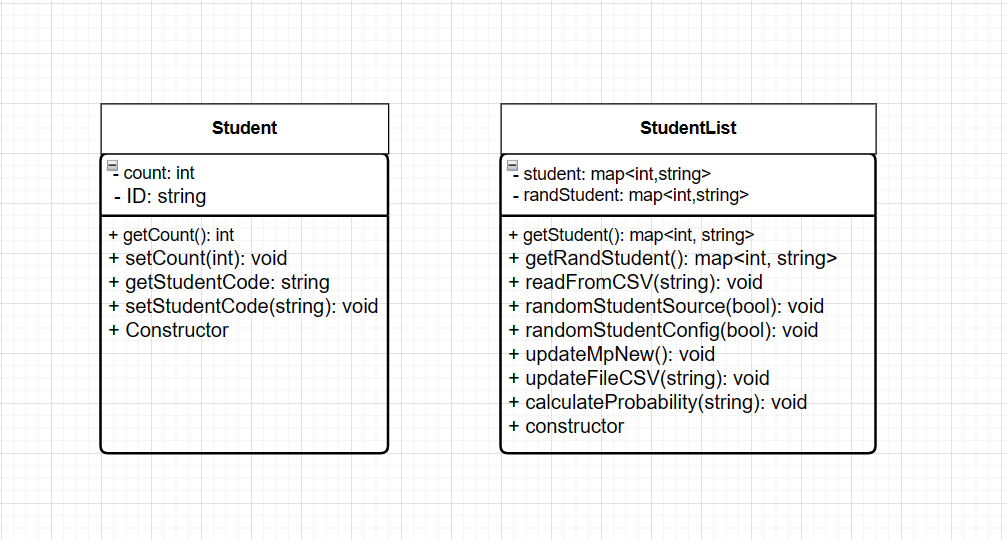 Student
- count: int
- ID: string
+ getCount(): int
+ setCount(int): void
+ getStudentCode: string
+ setStudentCode(string): void
+ Constructor
StudentList
- student: map<int,string>
- randStudent: map<int,string>
+ getStudent(): map<int, string>
+ getRandStudent(): map<int, string>
+ readFromCSV(string): void
+ randomStudentSource(bool): void
+ randomStudentConfig(bool): void
+ updateMpNew(): void
+ updateFileCSV(string): void
+ calculateProbability(string): void
+ constructor